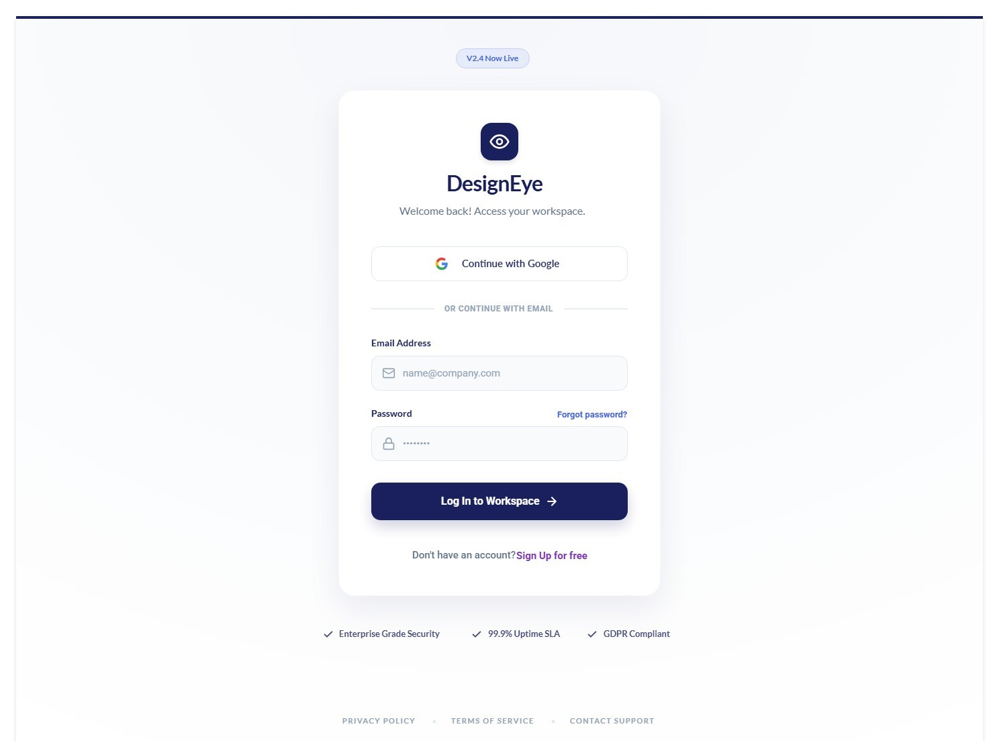 V2.4 Now Live
DesignEye
Welcome back! Access your workspace.
Continue with Google
OR CONTINUE WITH EMAIL
Email Address
name@company.com
Password Forgot password?
••••••••
Log In to Workspace
Don't have an account? Sign Up for free
Enterprise Grade Security 99.9% Uptime SLA GDPR Compliant
PRIVACY POLICY TERMS OF SERVICE CONTACT SUPPORT